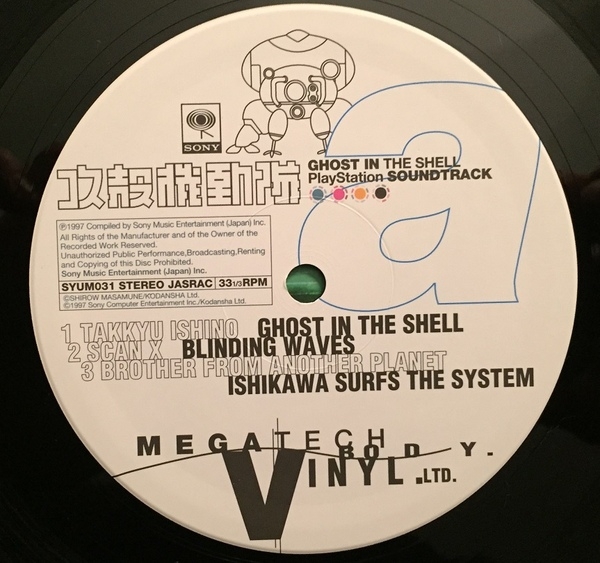 SONY
攻殻機動隊
GHOST IN THE SHELL
PlayStation SOUNDTRACK
a
℗1997 Compiled by Sony Music Entertainment (Japan) Inc.
All Rights of the Manufacturer and of the Owner of the
Recorded Work Reserved.
Unauthorized Public Performance,Broadcasting,Renting
and Copying of this Disc Prohibited.
Sony Music Entertainment (Japan) Inc.
SYUM031 STEREO JASRAC 33 1/3 RPM
©SHIROW MASAMUNE/KODANSHA Ltd.
©1997 Sony Computer Entertainment Inc./Kodansha Ltd.
1 TAKKYU ISHINO GHOST IN THE SHELL
2 SCAN X BLINDING WAVES
3 BROTHER FROM ANOTHER PLANET
ISHIKAWA SURFS THE SYSTEM
MEGATECH
BODY.
VINYL.LTD.